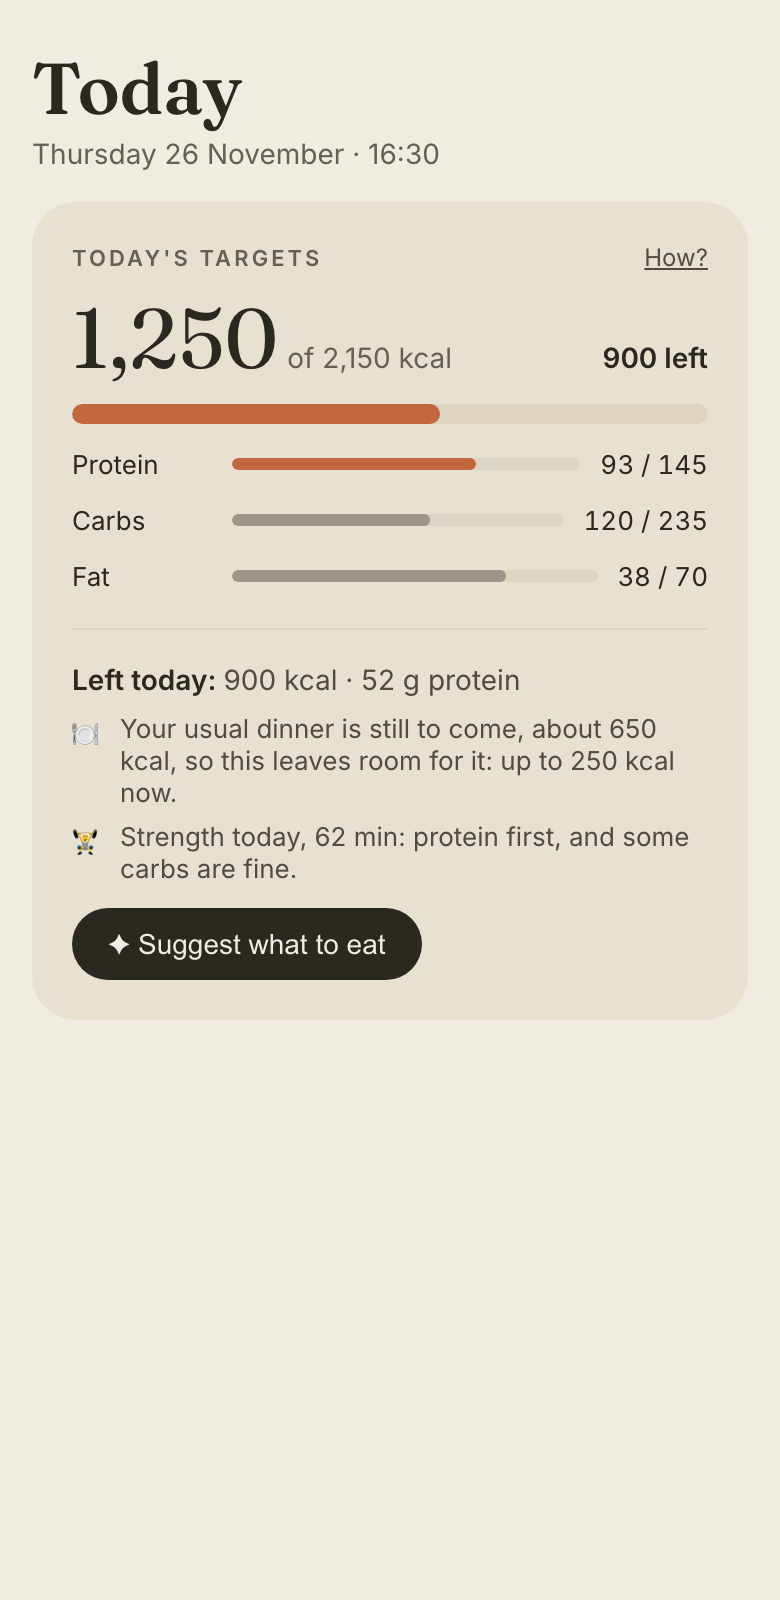 Today
Thursday 26 November · 16:30
TODAY'S TARGETS
How?
1,250 of 2,150 kcal
900 left
Protein
93 / 145
Carbs
120 / 235
Fat
38 / 70
Left today: 900 kcal · 52 g protein
Your usual dinner is still to come, about 650
kcal, so this leaves room for it: up to 250 kcal
now.
Strength today, 62 min: protein first, and some
carbs are fine.
✦ Suggest what to eat